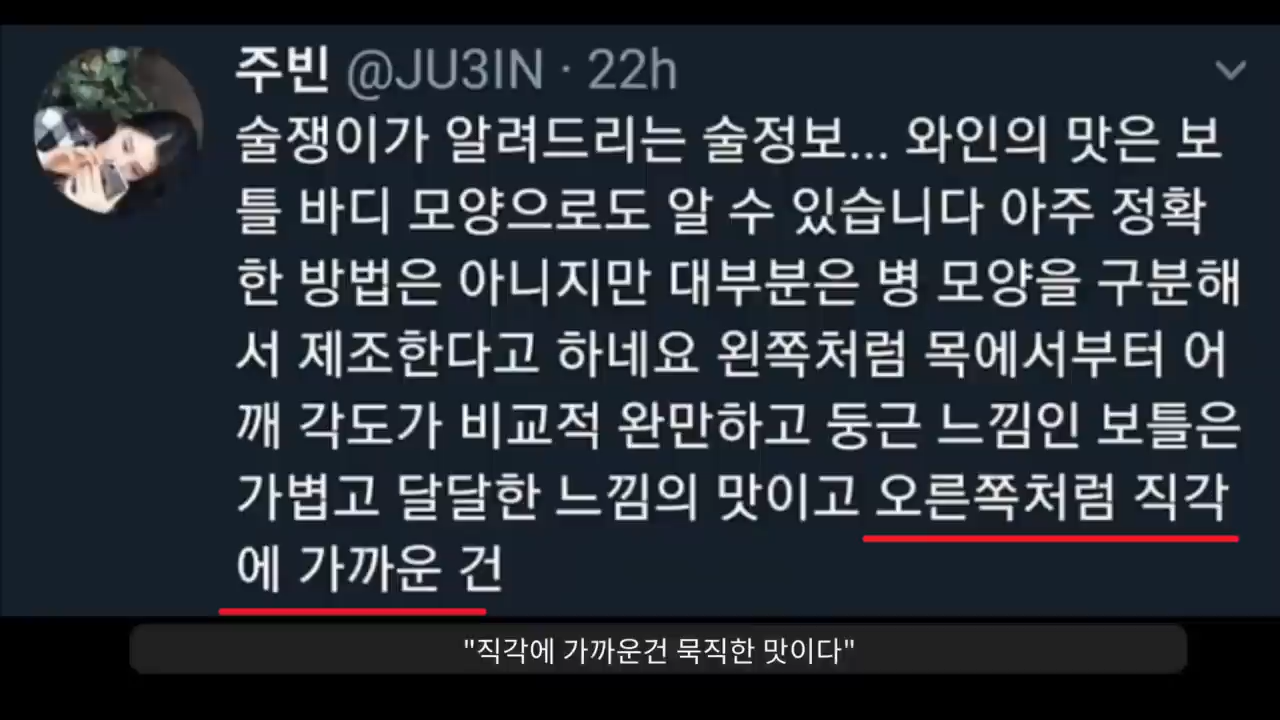 주빈 @JU3IN · 22h
술쟁이가 알려드리는 술정보... 와인의 맛은 보
틀 바디 모양으로도 알 수 있습니다 아주 정확
한 방법은 아니지만 대부분은 병 모양을 구분해
서 제조한다고 하네요 왼쪽처럼 목에서부터 어
깨 각도가 비교적 완만하고 둥근 느낌인 보틀은
가볍고 달달한 느낌의 맛이고 오른쪽처럼 직각
에 가까운 건
"직각에 가까운건 묵직한 맛이다"